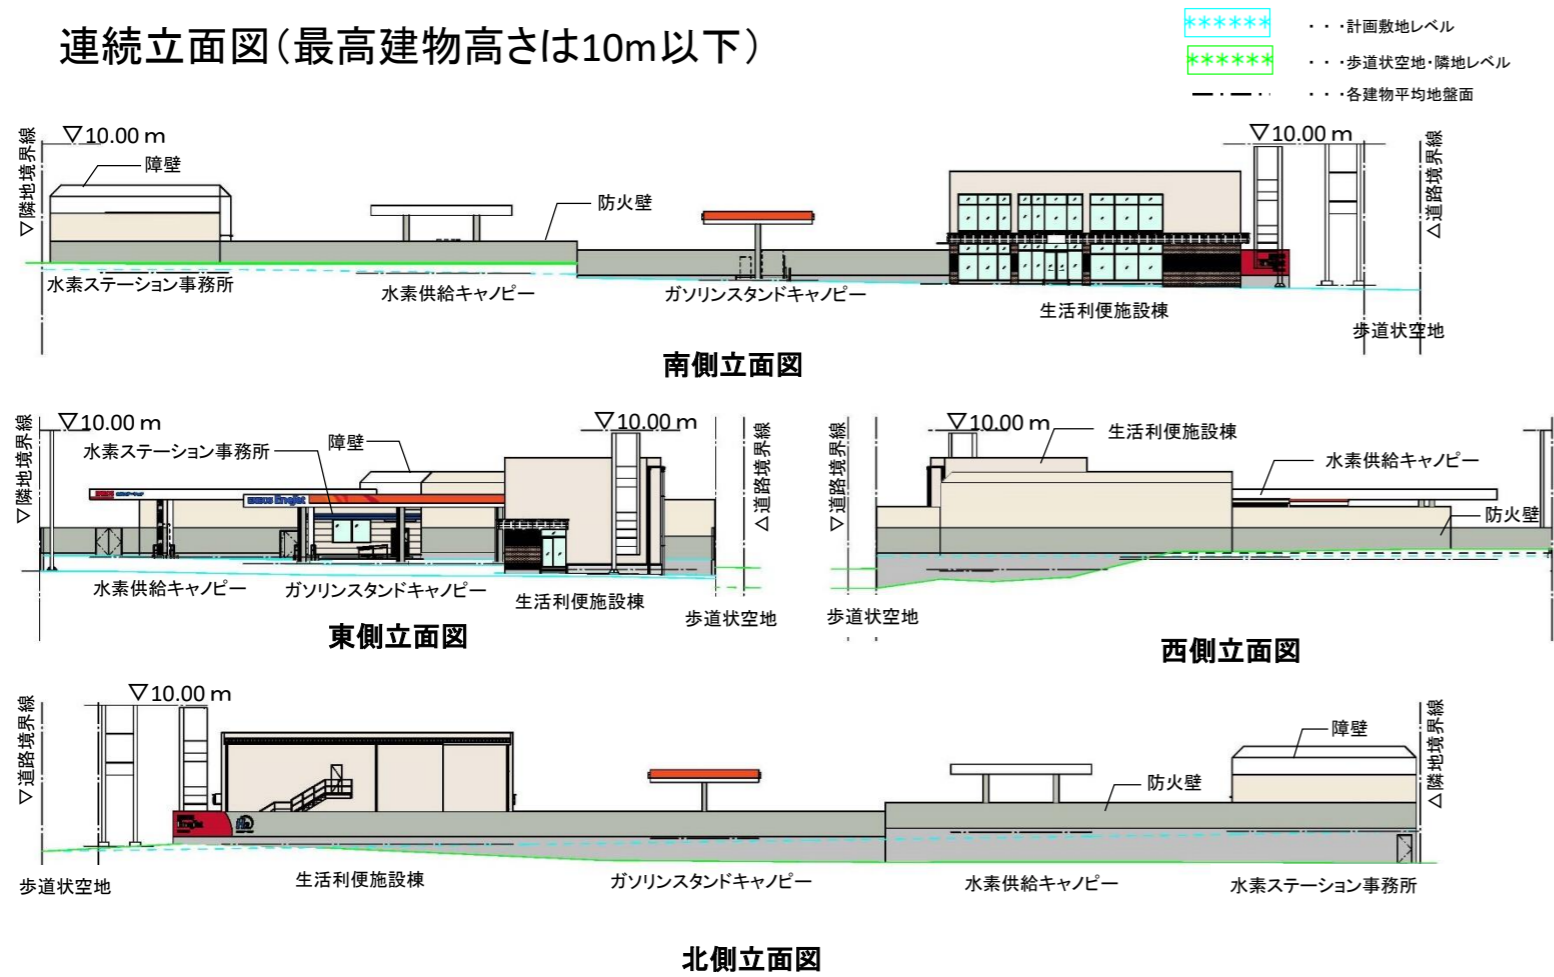 連続立面図（最高建物高さは10m以下）
****** ・・・計画敷地レベル
****** ・・・歩道状空地・隣地レベル
・・・各建物平均地盤面
▽隣地境界線
▽10.00 m
障壁
防火壁
▽10.00 m
△道路境界線
水素ステーション事務所
水素供給キャノピー
ガソリンスタンドキャノピー
生活利便施設棟
歩道状空地
南側立面図
▽隣地境界線
▽10.00 m
水素ステーション事務所
障壁
▽10.00 m
△道路境界線
EneJet
水素供給キャノピー
ガソリンスタンドキャノピー
生活利便施設棟
歩道状空地
東側立面図
▽道路境界線
▽10.00 m
生活利便施設棟
水素供給キャノピー
防火壁
歩道状空地
西側立面図
▽道路境界線
▽10.00 m
障壁
防火壁
△隣地境界線
歩道状空地
生活利便施設棟
ガソリンスタンドキャノピー
水素供給キャノピー
水素ステーション事務所
北側立面図